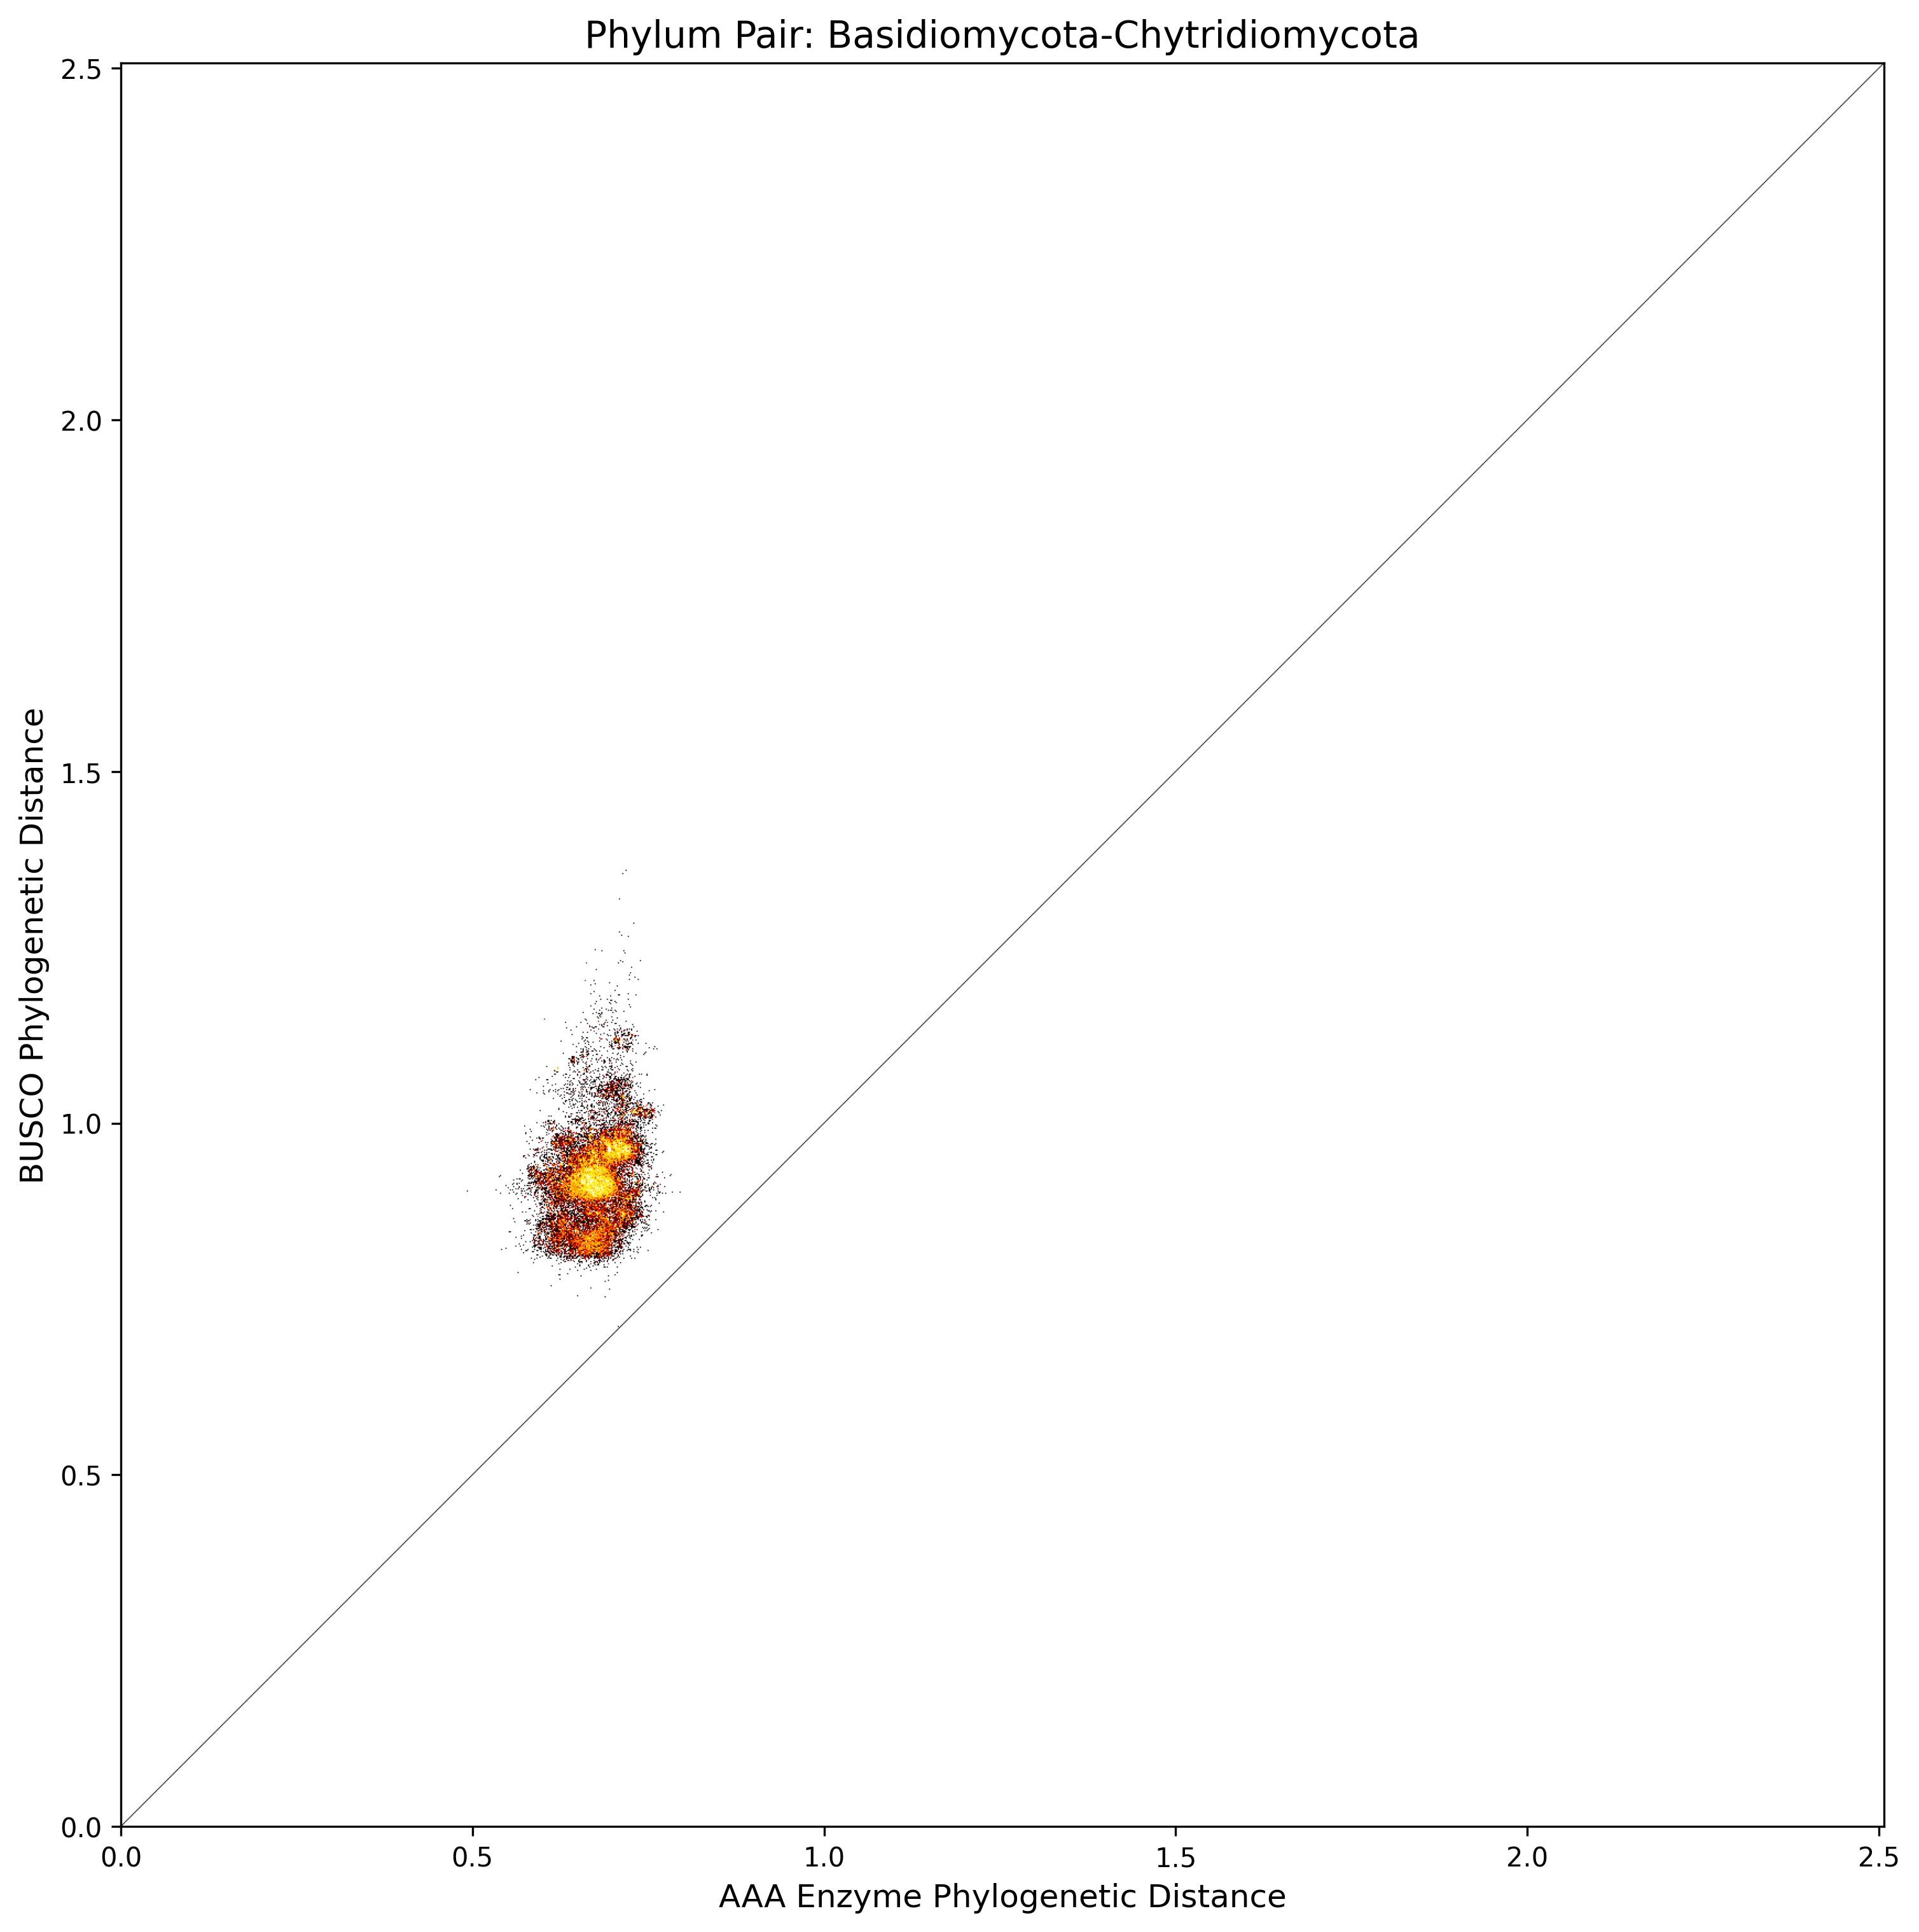 Phylum Pair: Basidiomycota-Chytridiomycota
2.5
2.0
1.5
1.0
0.5
0.0
BUSCO Phylogenetic Distance
0.0 0.5 1.0 1.5 2.0 2.5
AAA Enzyme Phylogenetic Distance